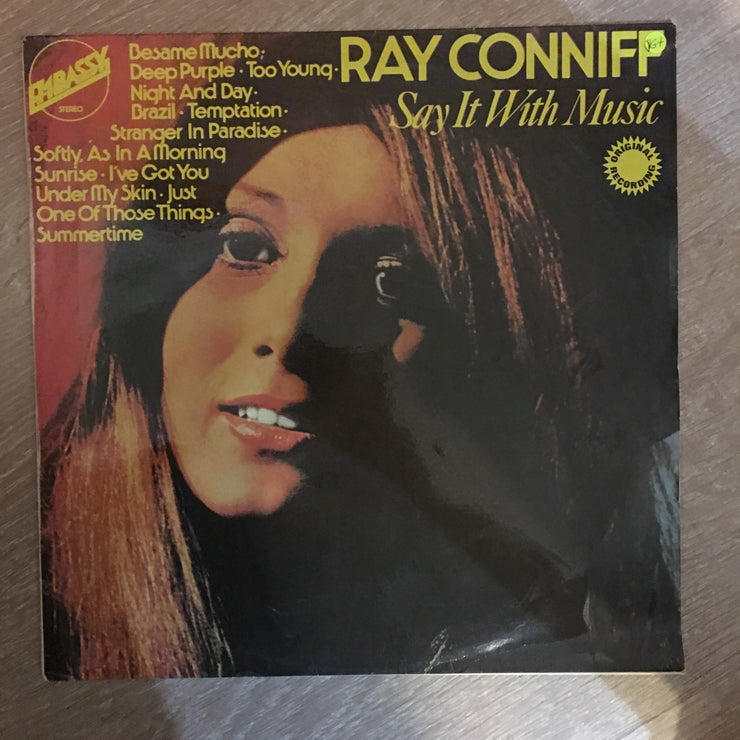 EMBASSY
STEREO
Besame Mucho·
Deep Purple · Too Young ·
Night And Day ·
Brazil · Temptation ·
Stranger In Paradise ·
Softly, As In A Morning
Sunrise · I've Got You
Under My Skin · Just
One Of Those Things ·
Summertime
RAY CONNIFF
Say It With Music
VG+
ORIGINAL
RECORDING